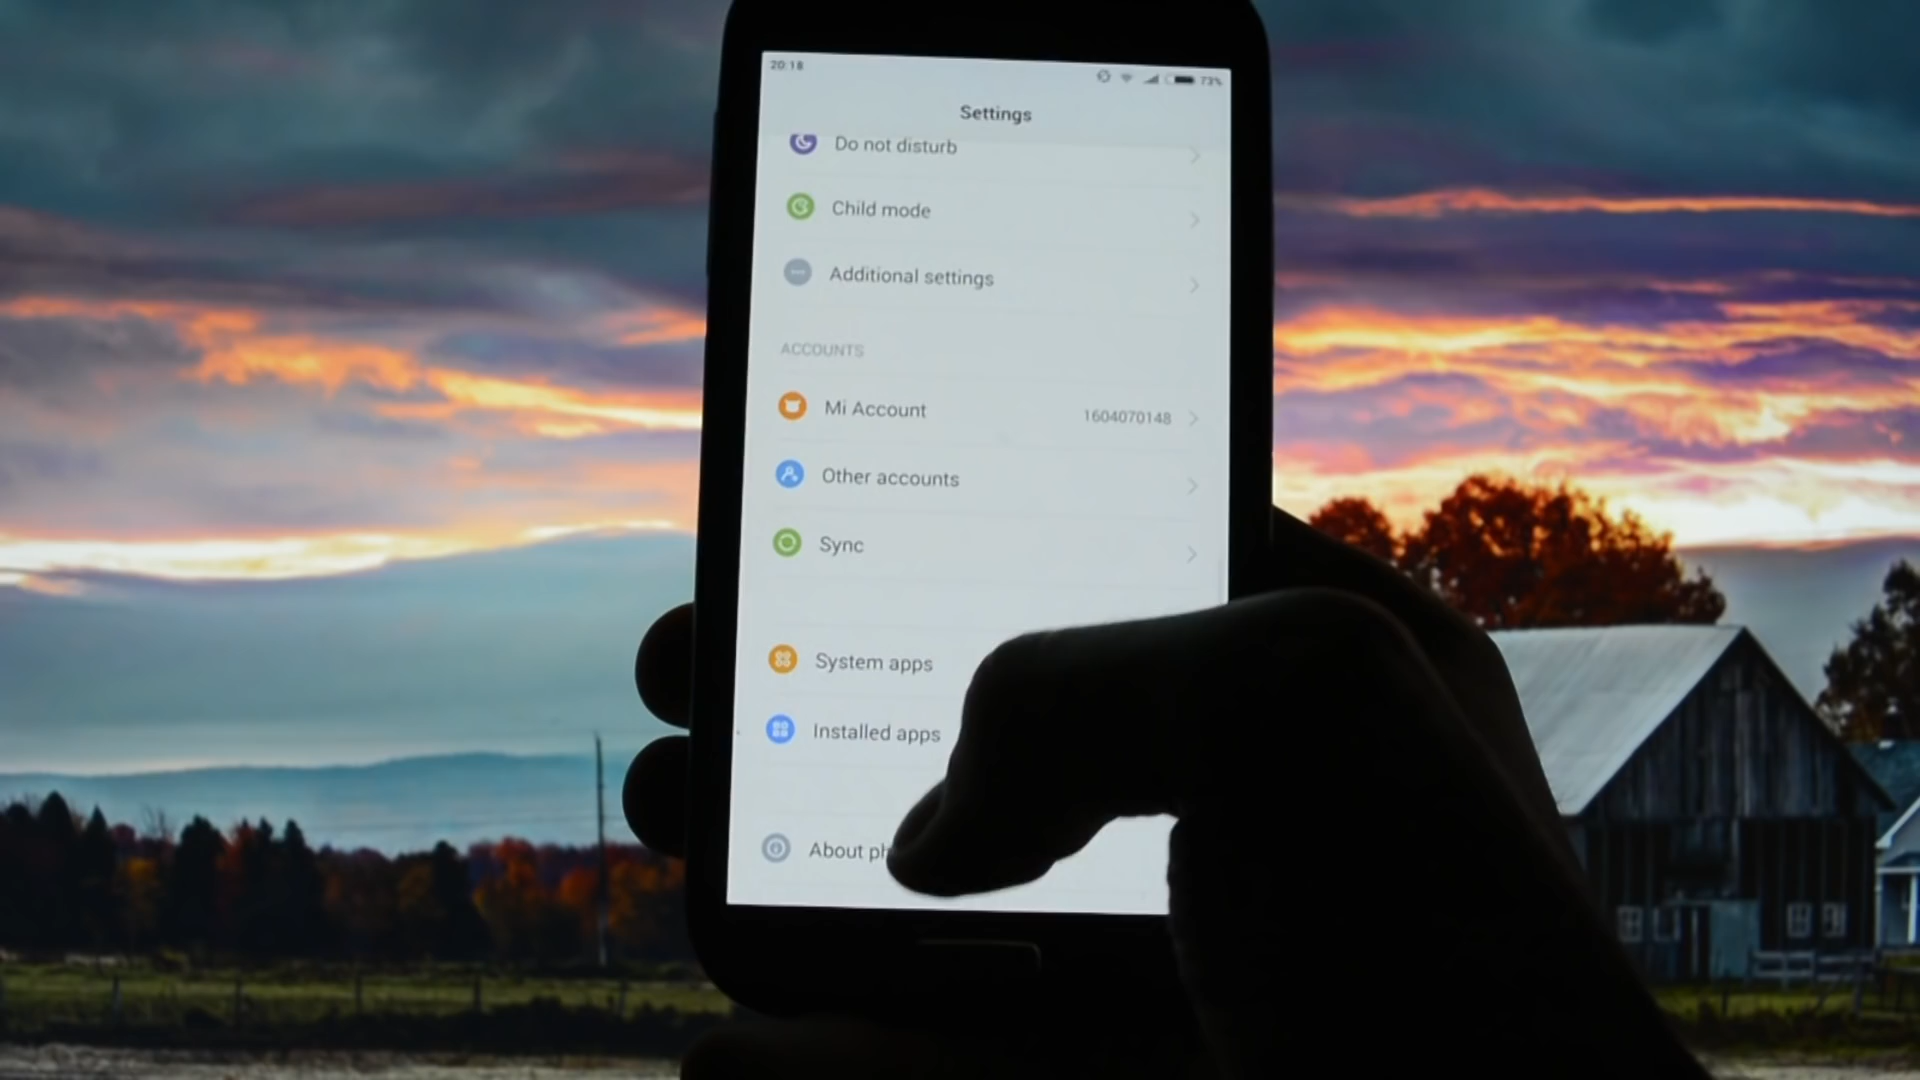 20:18 73%
Settings
Do not disturb
Child mode
Additional settings
ACCOUNTS
Mi Account 1604070148
Other accounts
Sync
System apps
Installed apps
About ph